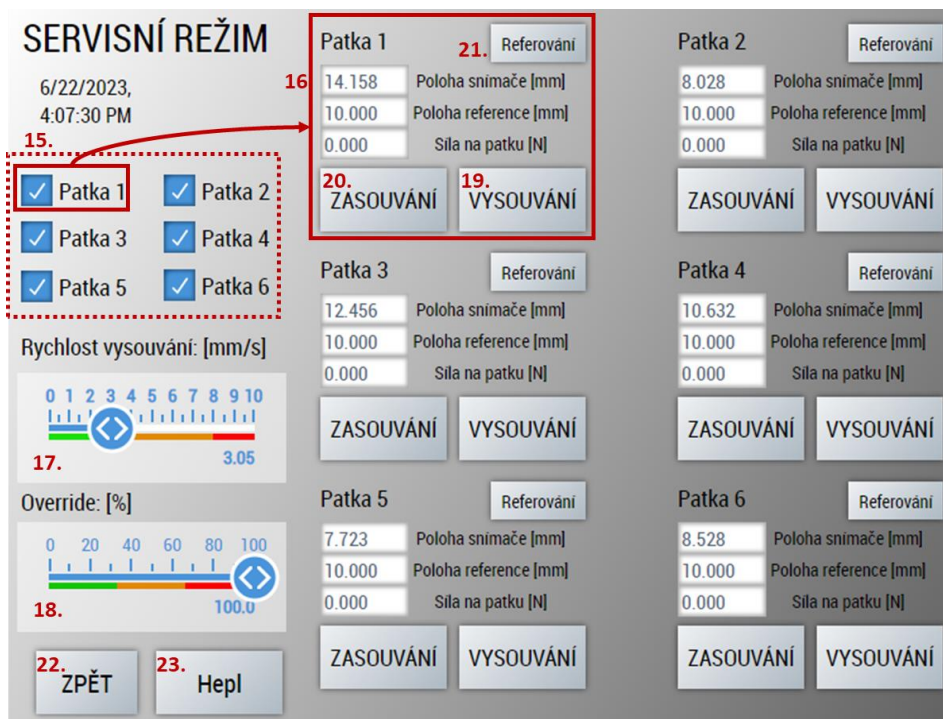 SERVISNÍ REŽIM
6/22/2023,
4:07:30 PM
15.
Patka 1
Patka 2
Patka 3
Patka 4
Patka 5
Patka 6
Rychlost vysouvání: [mm/s]
0 1 2 3 4 5 6 7 8 9 10
17.
3.05
Override: [%]
0 20 40 60 80 100
18.
100.0
22.
ZPĚT
23.
Hepl
16
Patka 1
21.
Referování
14.158 Poloha snímače [mm]
10.000 Poloha reference [mm]
0.000 Síla na patku [N]
20.
ZASOUVÁNÍ
19.
VYSOUVÁNÍ
Patka 2
Referování
8.028 Poloha snímače [mm]
10.000 Poloha reference [mm]
0.000 Síla na patku [N]
ZASOUVÁNÍ
VYSOUVÁNÍ
Patka 3
Referování
12.456 Poloha snímače [mm]
10.000 Poloha reference [mm]
0.000 Síla na patku [N]
ZASOUVÁNÍ
VYSOUVÁNÍ
Patka 4
Referování
10.632 Poloha snímače [mm]
10.000 Poloha reference [mm]
0.000 Síla na patku [N]
ZASOUVÁNÍ
VYSOUVÁNÍ
Patka 5
Referování
7.723 Poloha snímače [mm]
10.000 Poloha reference [mm]
0.000 Síla na patku [N]
ZASOUVÁNÍ
VYSOUVÁNÍ
Patka 6
Referování
8.528 Poloha snímače [mm]
10.000 Poloha reference [mm]
0.000 Síla na patku [N]
ZASOUVÁNÍ
VYSOUVÁNÍ